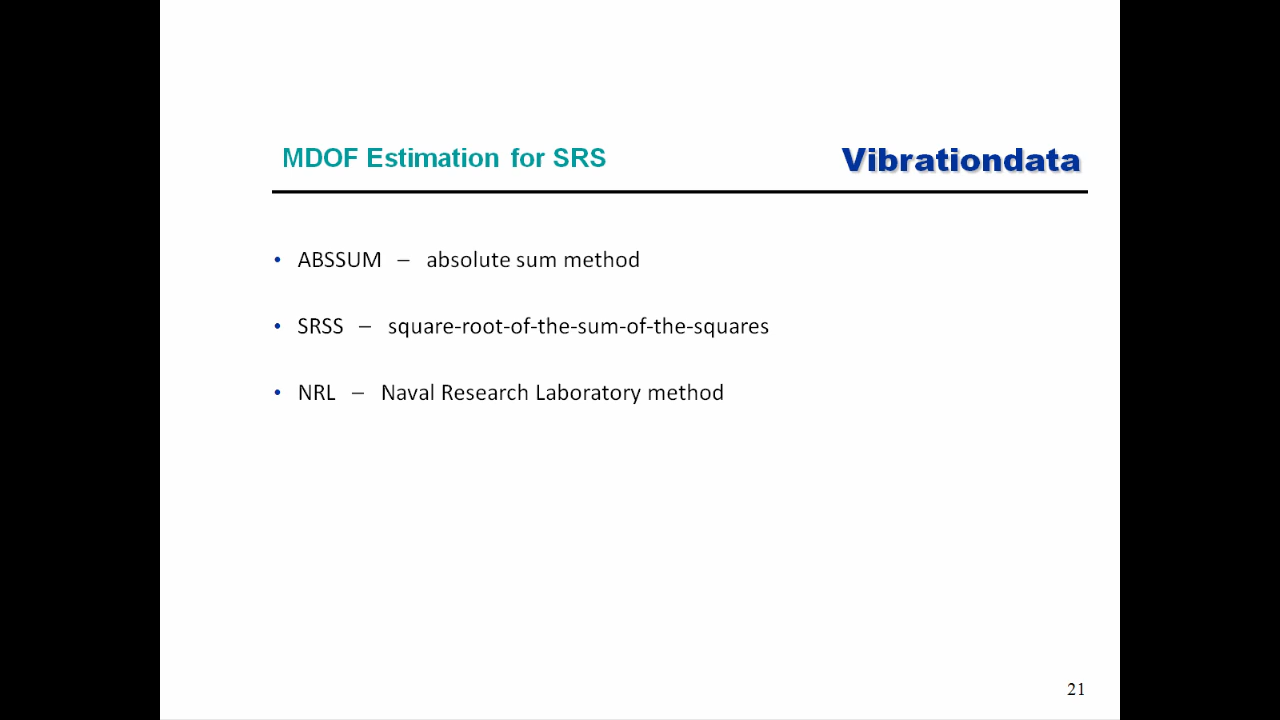 MDOF Estimation for SRS
Vibrationdata
• ABSSUM – absolute sum method
• SRSS – square-root-of-the-sum-of-the-squares
• NRL – Naval Research Laboratory method
21